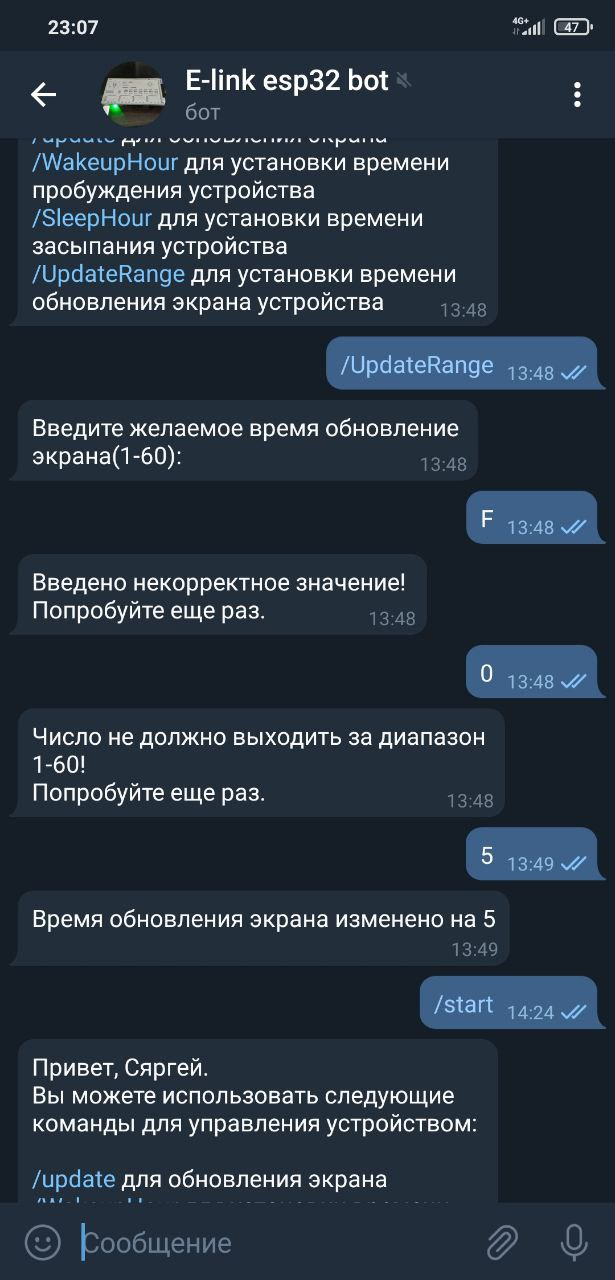 23:07
4G+
47
E-link esp32 bot
бот
/update для обновления экрана
/WakeupHour для установки времени
пробуждения устройства
/SleepHour для установки времени
засыпания устройства
/UpdateRange для установки времени
обновления экрана устройства
13:48
/UpdateRange 13:48
Введите желаемое время обновление
экрана(1-60):
13:48
F 13:48
Введено некорректное значение!
Попробуйте еще раз.
13:48
0 13:48
Число не должно выходить за диапазон
1-60!
Попробуйте еще раз.
13:48
5 13:49
Время обновления экрана изменено на 5
13:49
/start 14:24
Привет, Сяргей.
Вы можете использовать следующие
команды для управления устройством:
/update для обновления экрана
Сообщение